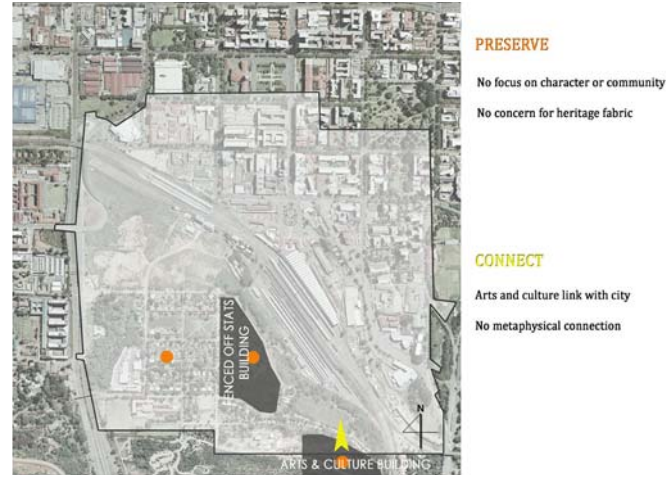 PRESERVE
No focus on character or community
No concern for heritage fabric
CONNECT
Arts and culture link with city
No metaphysical connection
FENCED OFF STATS
BUILDING
N
ARTS & CULTURE BUILDING